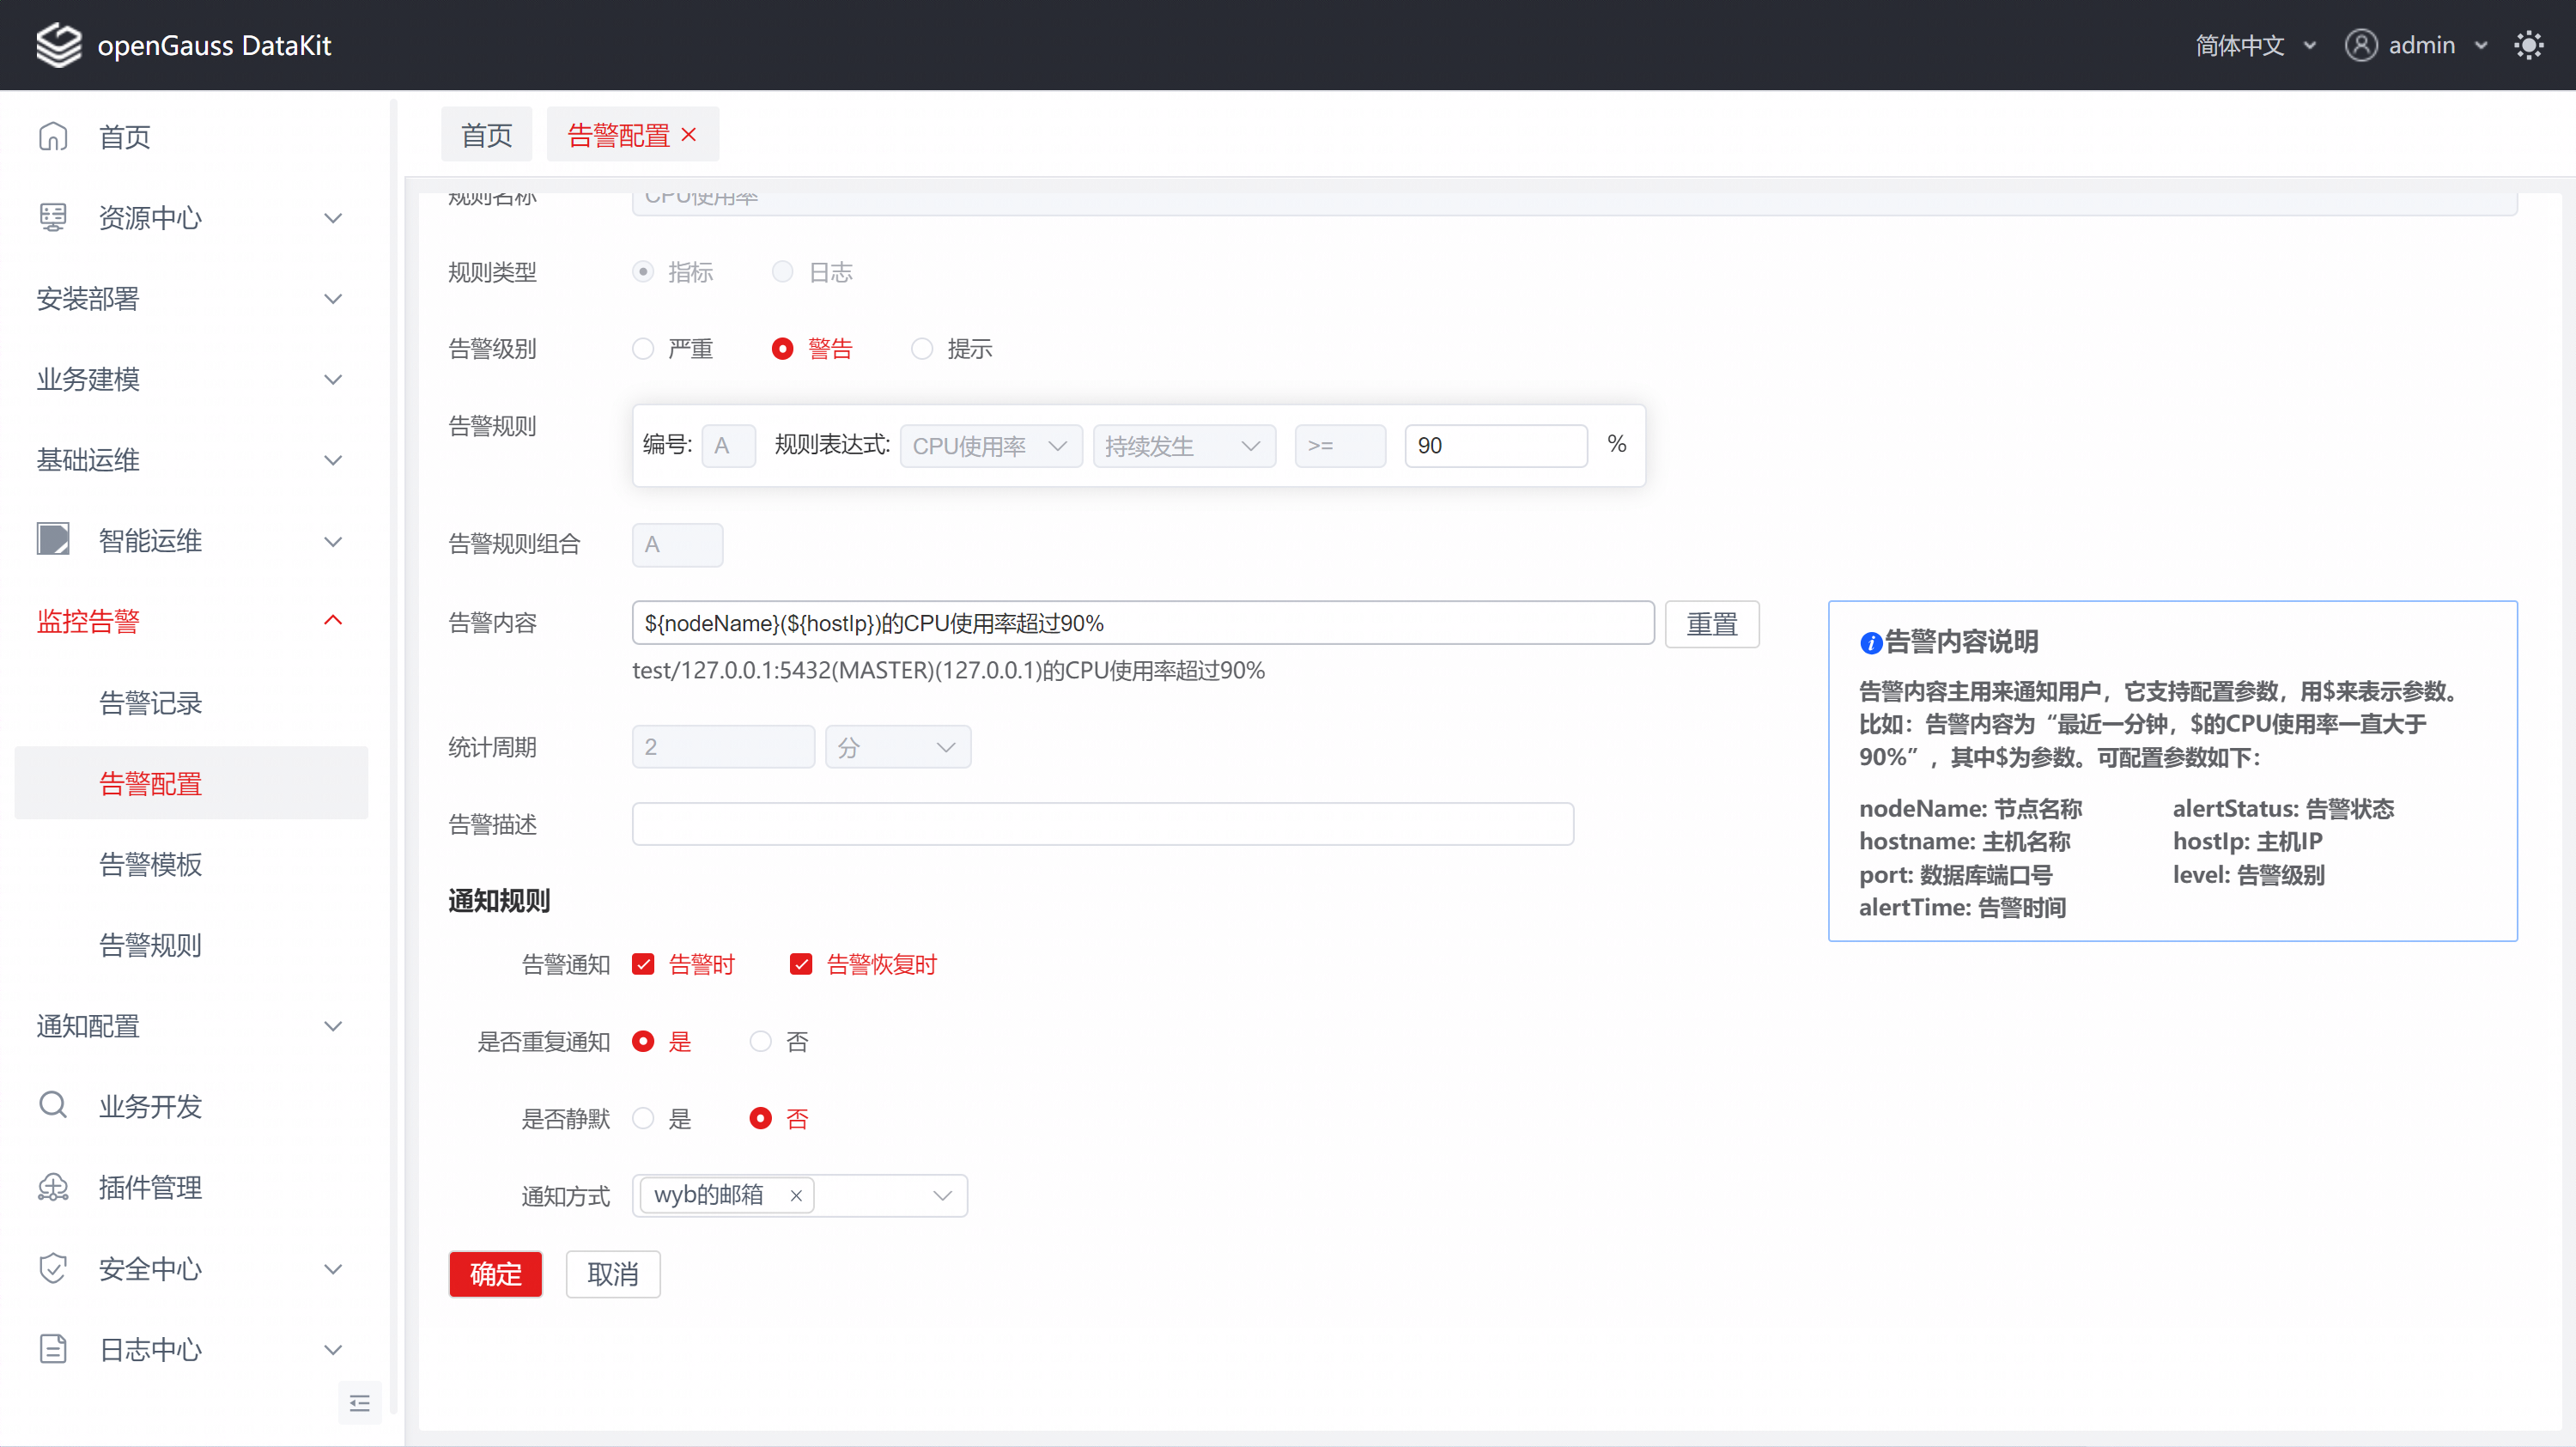 openGauss DataKit
简体中文
admin
首页
资源中心
安装部署
业务建模
基础运维
智能运维
监控告警
告警记录
告警配置
告警模板
告警规则
通知配置
业务开发
插件管理
安全中心
日志中心
首页 告警配置
规则名称 CPU使用率
规则类型 指标 日志
告警级别 严重 警告 提示
告警规则 编号: A 规则表达式: CPU使用率 持续发生 >= 90 %
告警规则组合 A
告警内容 ${nodeName}(${hostIp})的CPU使用率超过90% 重置
test/127.0.0.1:5432(MASTER)(127.0.0.1)的CPU使用率超过90%
统计周期 2 分
告警描述
通知规则
告警通知 告警时 告警恢复时
是否重复通知 是 否
是否静默 是 否
通知方式 wyb的邮箱
确定 取消
告警内容说明
告警内容主用来通知用户，它支持配置参数，用$来表示参数。
比如：告警内容为“最近一分钟，$的CPU使用率一直大于
90%”，其中$为参数。可配置参数如下：
nodeName: 节点名称 alertStatus: 告警状态
hostname: 主机名称 hostIp: 主机IP
port: 数据库端口号 level: 告警级别
alertTime: 告警时间